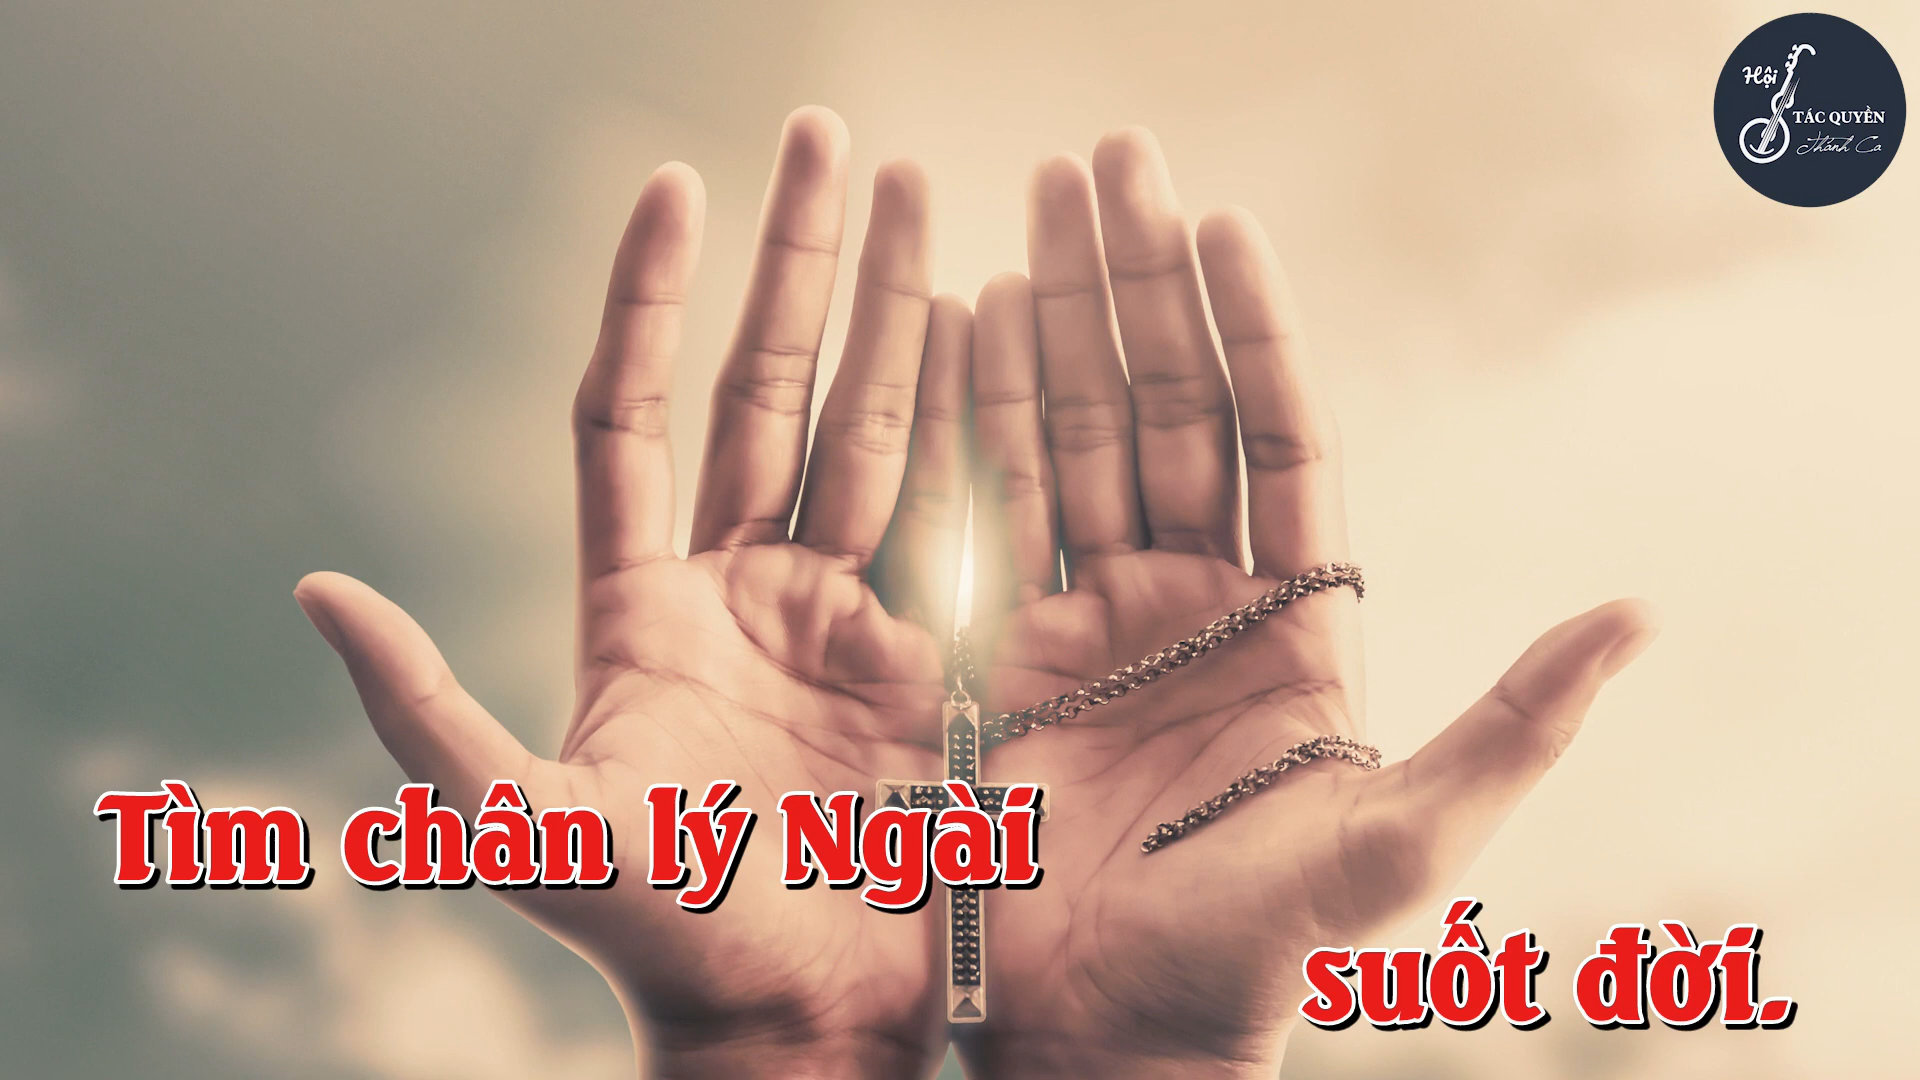 Hội
TÁC QUYỀN
Thánh Ca
Tìm chân lý Ngài
suốt đời.